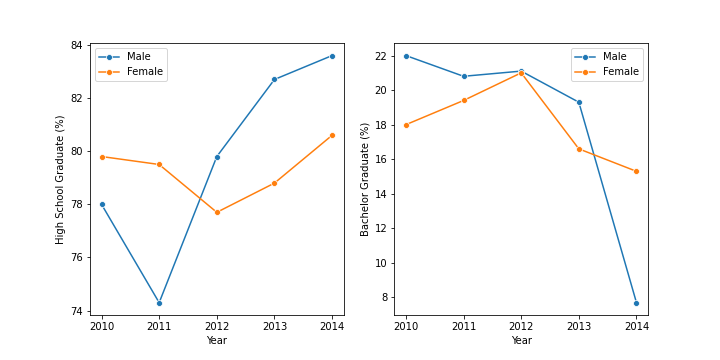 High School Graduate (%)
84
82
80
78
76
74
Male
Female
2010 2011 2012 2013 2014
Year
Bachelor Graduate (%)
22
20
18
16
14
12
10
8
Male
Female
2010 2011 2012 2013 2014
Year